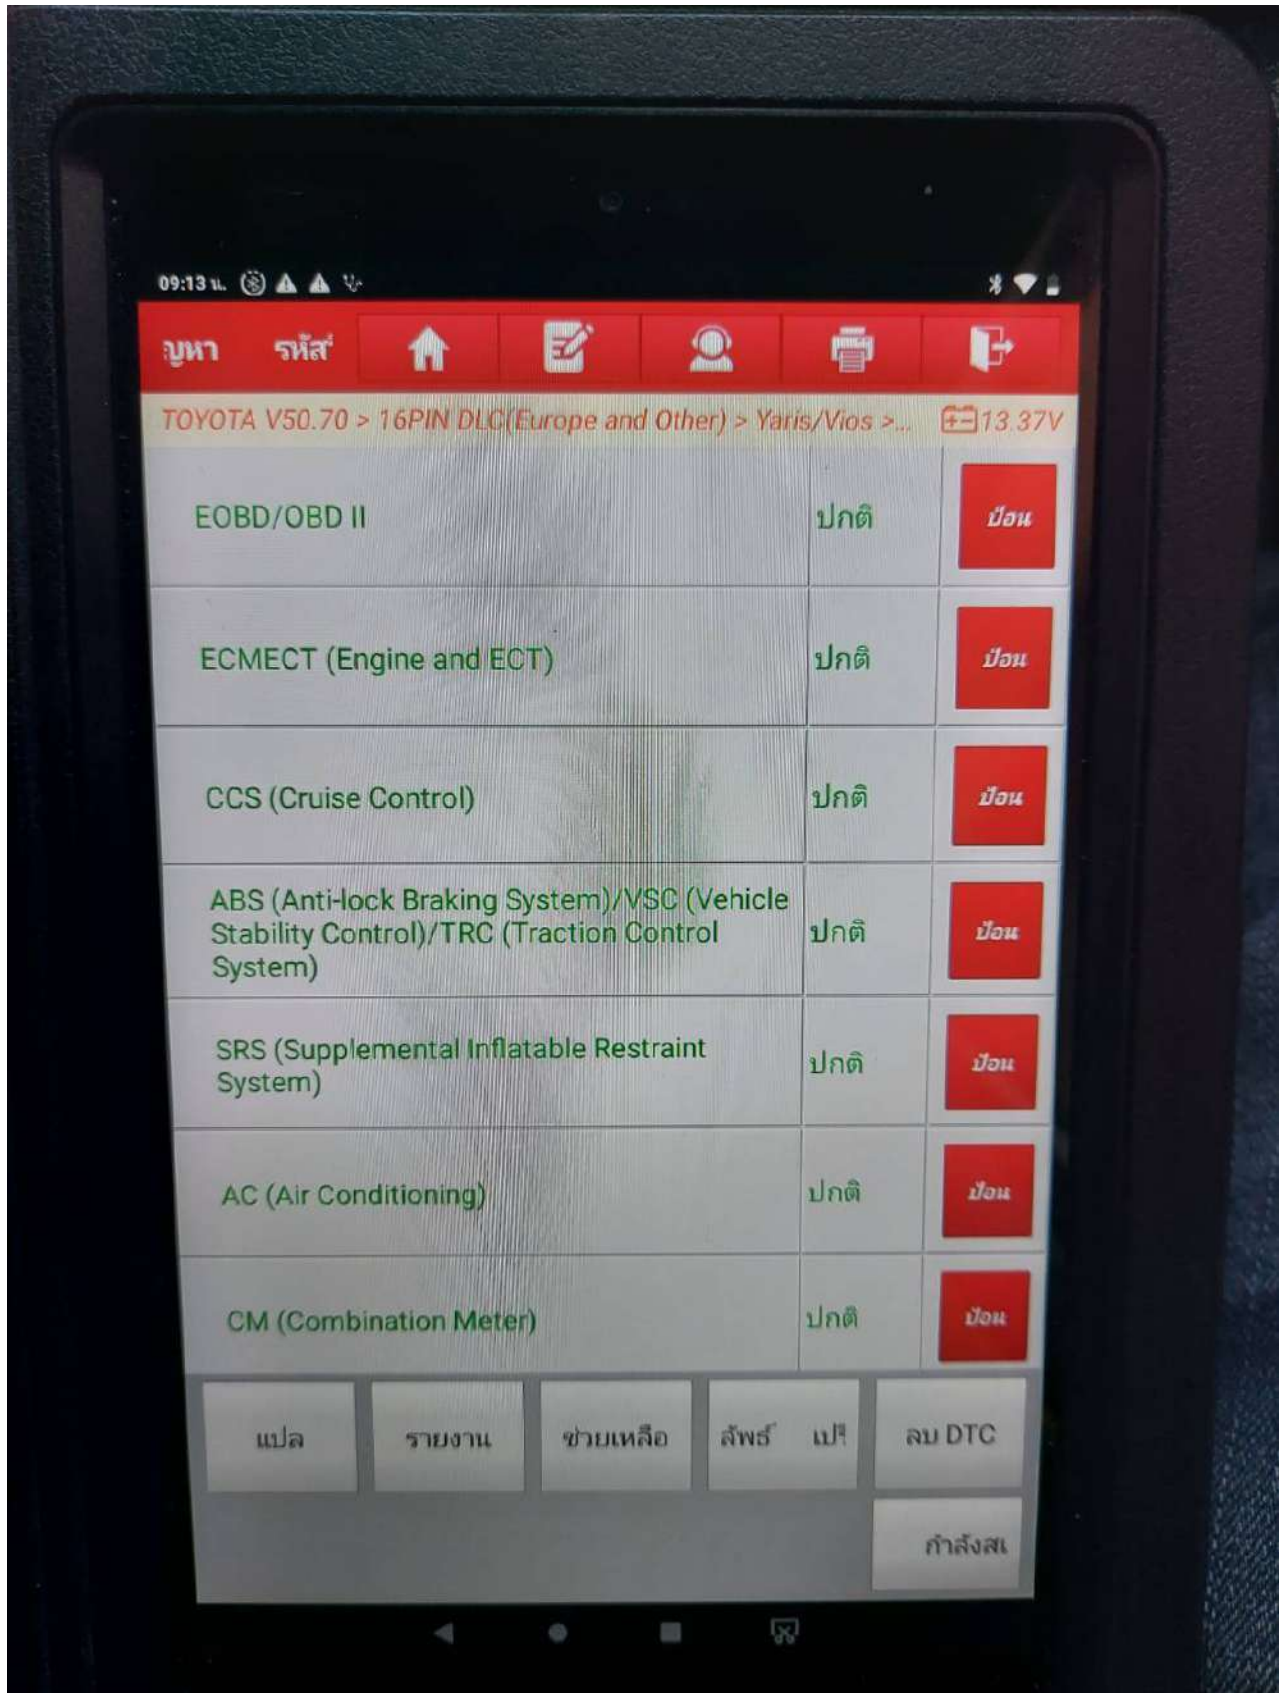 09:13 น.
ญหา รหัสํ
TOYOTA V50.70 > 16PIN DLC(Europe and Other) > Yaris/Vios >... 13.37V
EOBD/OBD II ปกติ ป้อน
ECMECT (Engine and ECT) ปกติ ป้อน
CCS (Cruise Control) ปกติ ป้อน
ABS (Anti-lock Braking System)/VSC (Vehicle
Stability Control)/TRC (Traction Control
System) ปกติ ป้อน
SRS (Supplemental Inflatable Restraint
System) ปกติ ป้อน
AC (Air Conditioning) ปกติ ป้อน
CM (Combination Meter) ปกติ ป้อน
แปล รายงาน ช่วยเหลือ ลัพธ์ ลบ DTC
กำลังสเ